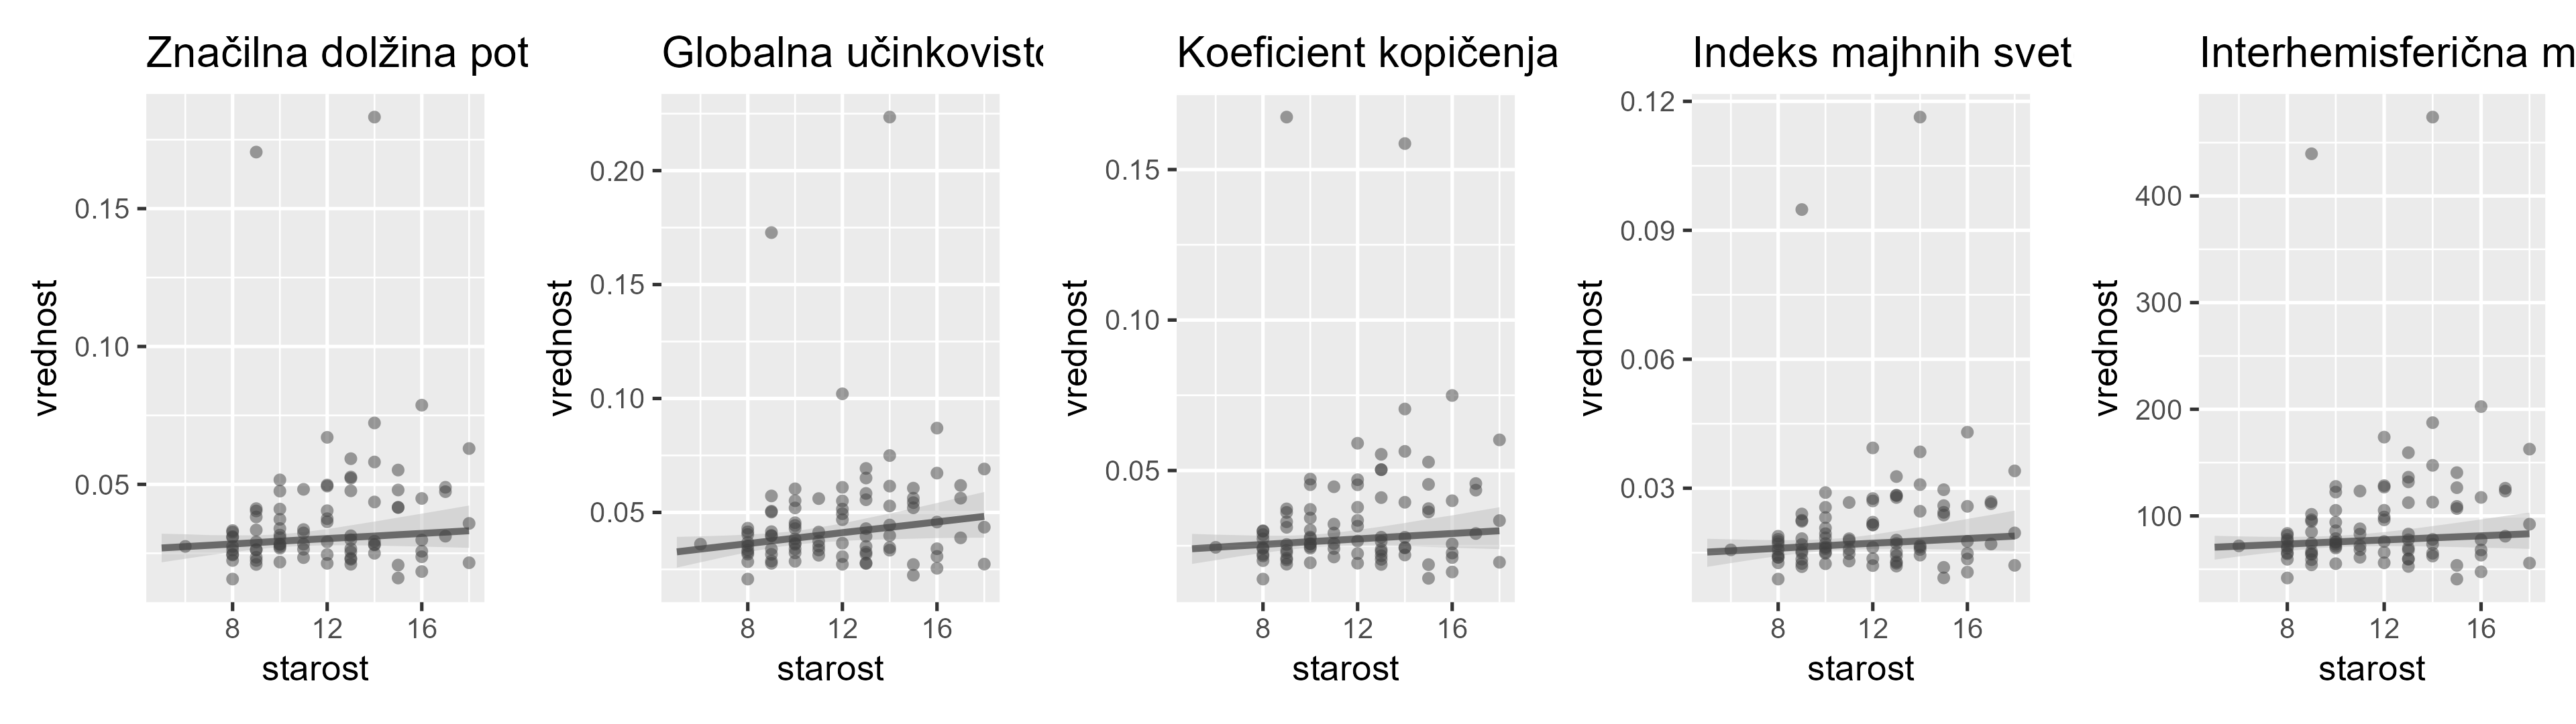 Značilna dolžina pot
vrednost
0.15
0.10
0.05
8 12 16
starost
Globalna učinkovisto
vrednost
0.20
0.15
0.10
0.05
8 12 16
starost
Koeficient kopičenja
vrednost
0.15
0.10
0.05
8 12 16
starost
Indeks majhnih svet
vrednost
0.12
0.09
0.06
0.03
8 12 16
starost
Interhemisferična m
vrednost
400
300
200
100
8 12 16
starost